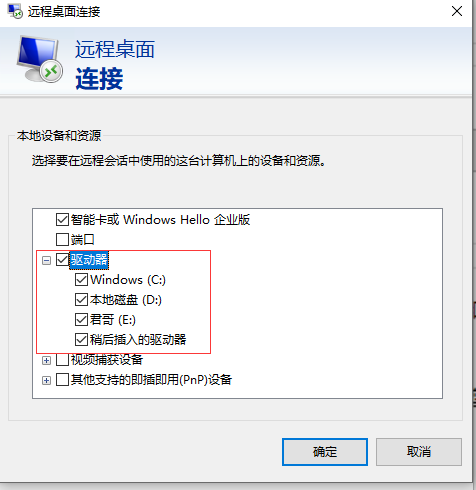 远程桌面连接
远程桌面
连接
本地设备和资源
选择要在远程会话中使用的这台计算机上的设备和资源。
智能卡或 Windows Hello 企业版
端口
驱动器
Windows (C:)
本地磁盘 (D:)
君哥 (E:)
稍后插入的驱动器
视频捕获设备
其他支持的即插即用(PnP)设备
确定
取消